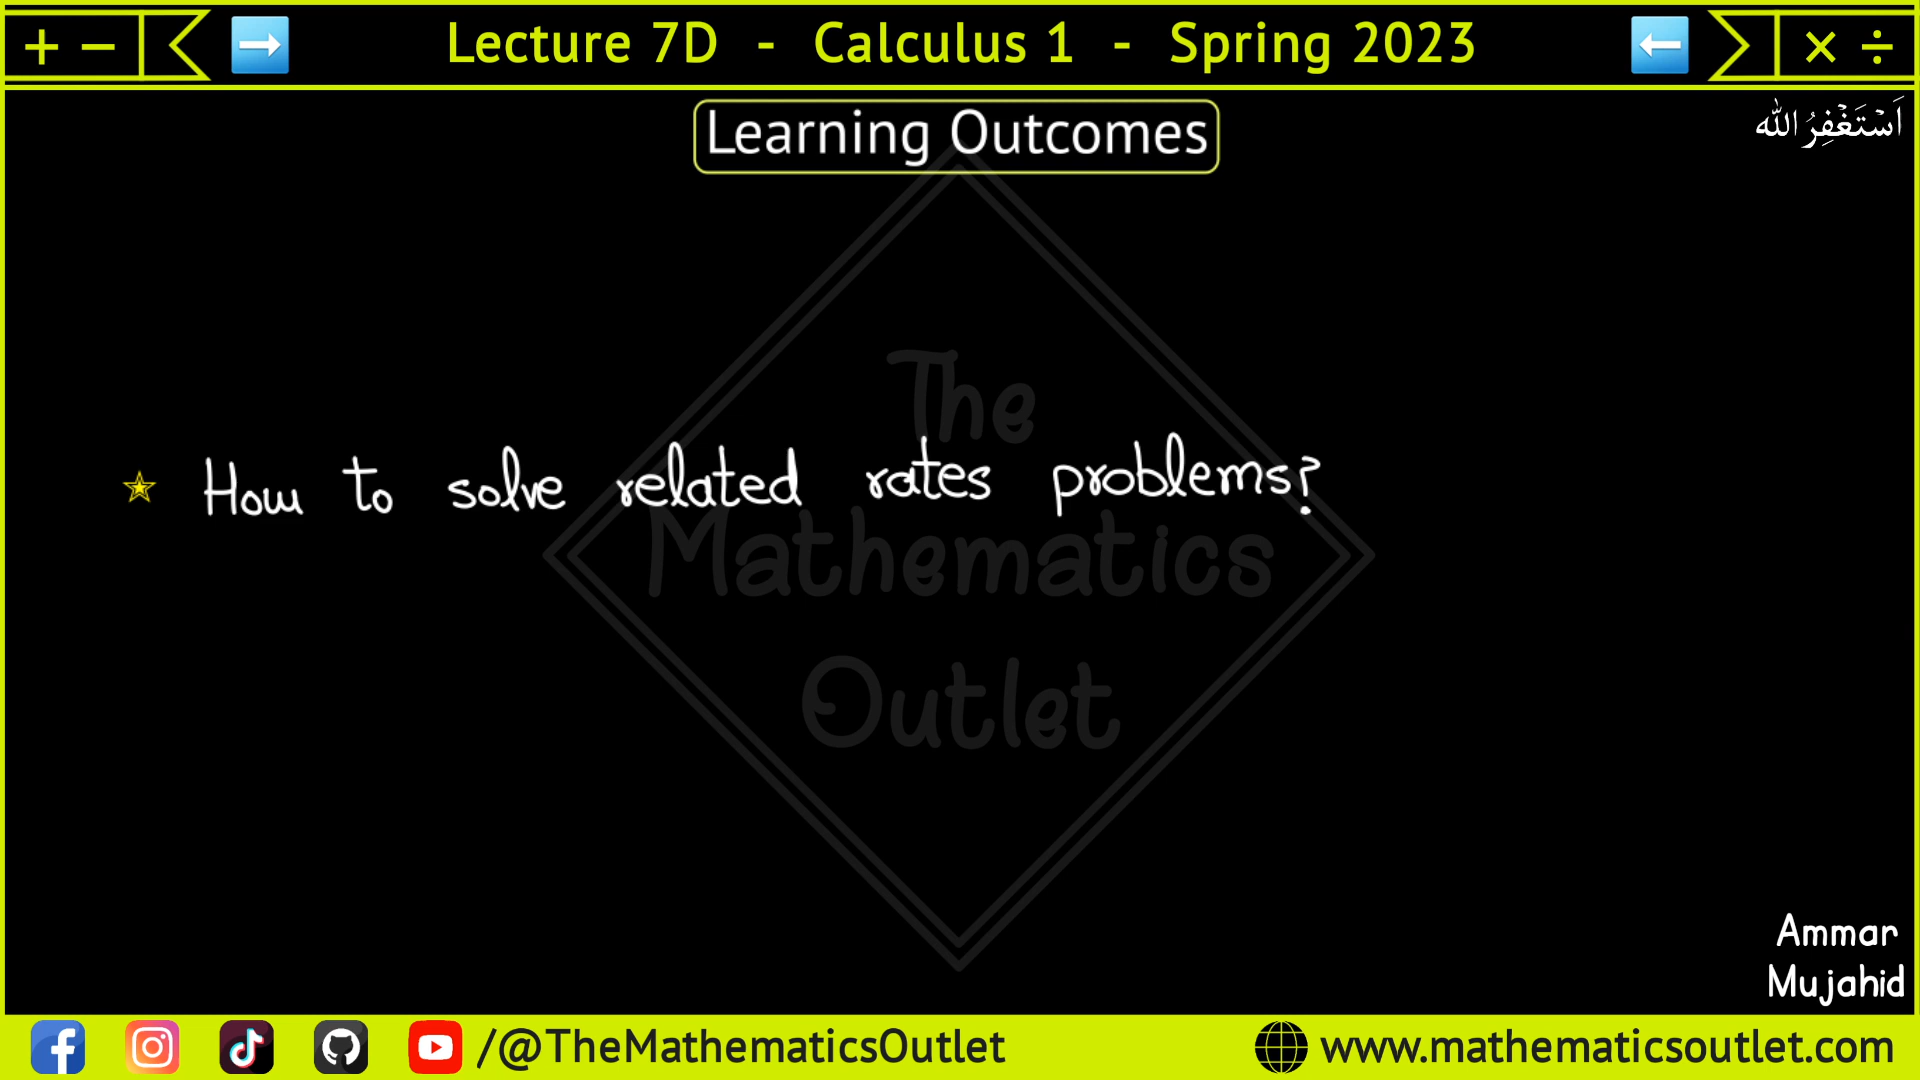 + − Lecture 7D - Calculus 1 - Spring 2023 × ÷
Learning Outcomes
اَسْتَغْفِرُ الله
How to solve related rates problems?
The
Mathematics
Outlet
Ammar
Mujahid
/@TheMathematicsOutlet www.mathematicsoutlet.com